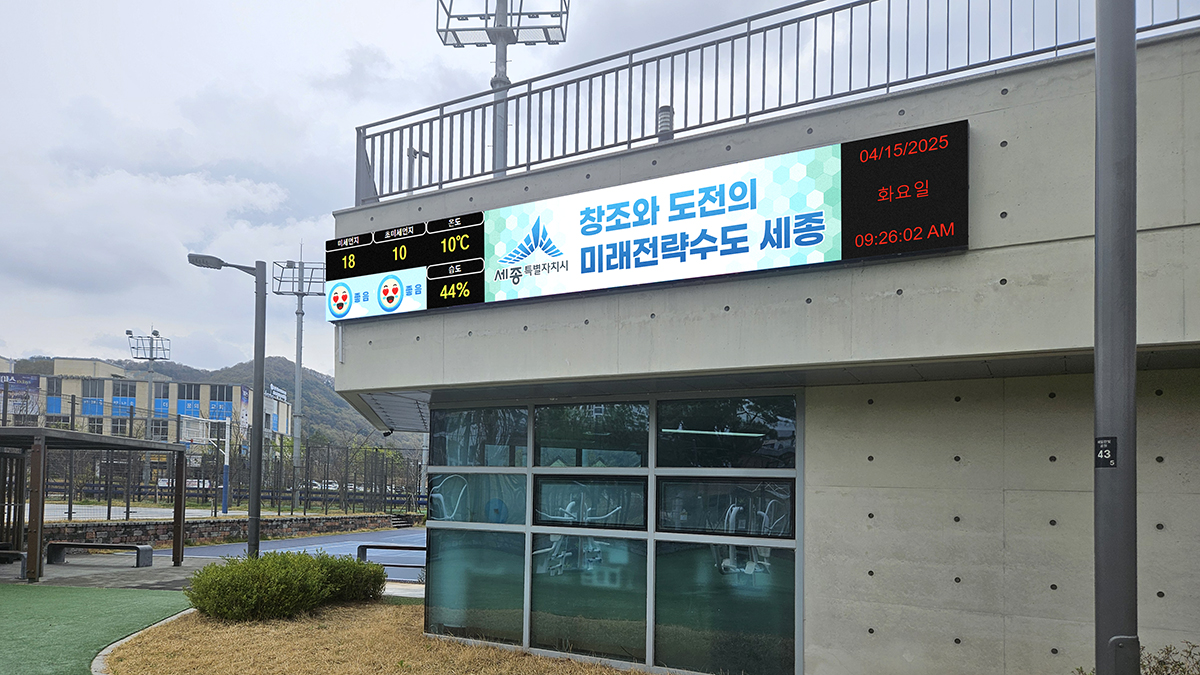 미세먼지
18
초미세먼지
10
온도
10℃
좋음
좋음
습도
44%
세종특별자치시
창조와 도전의
미래전략수도 세종
04/15/2025
화요일
09:26:02 AM
43
5